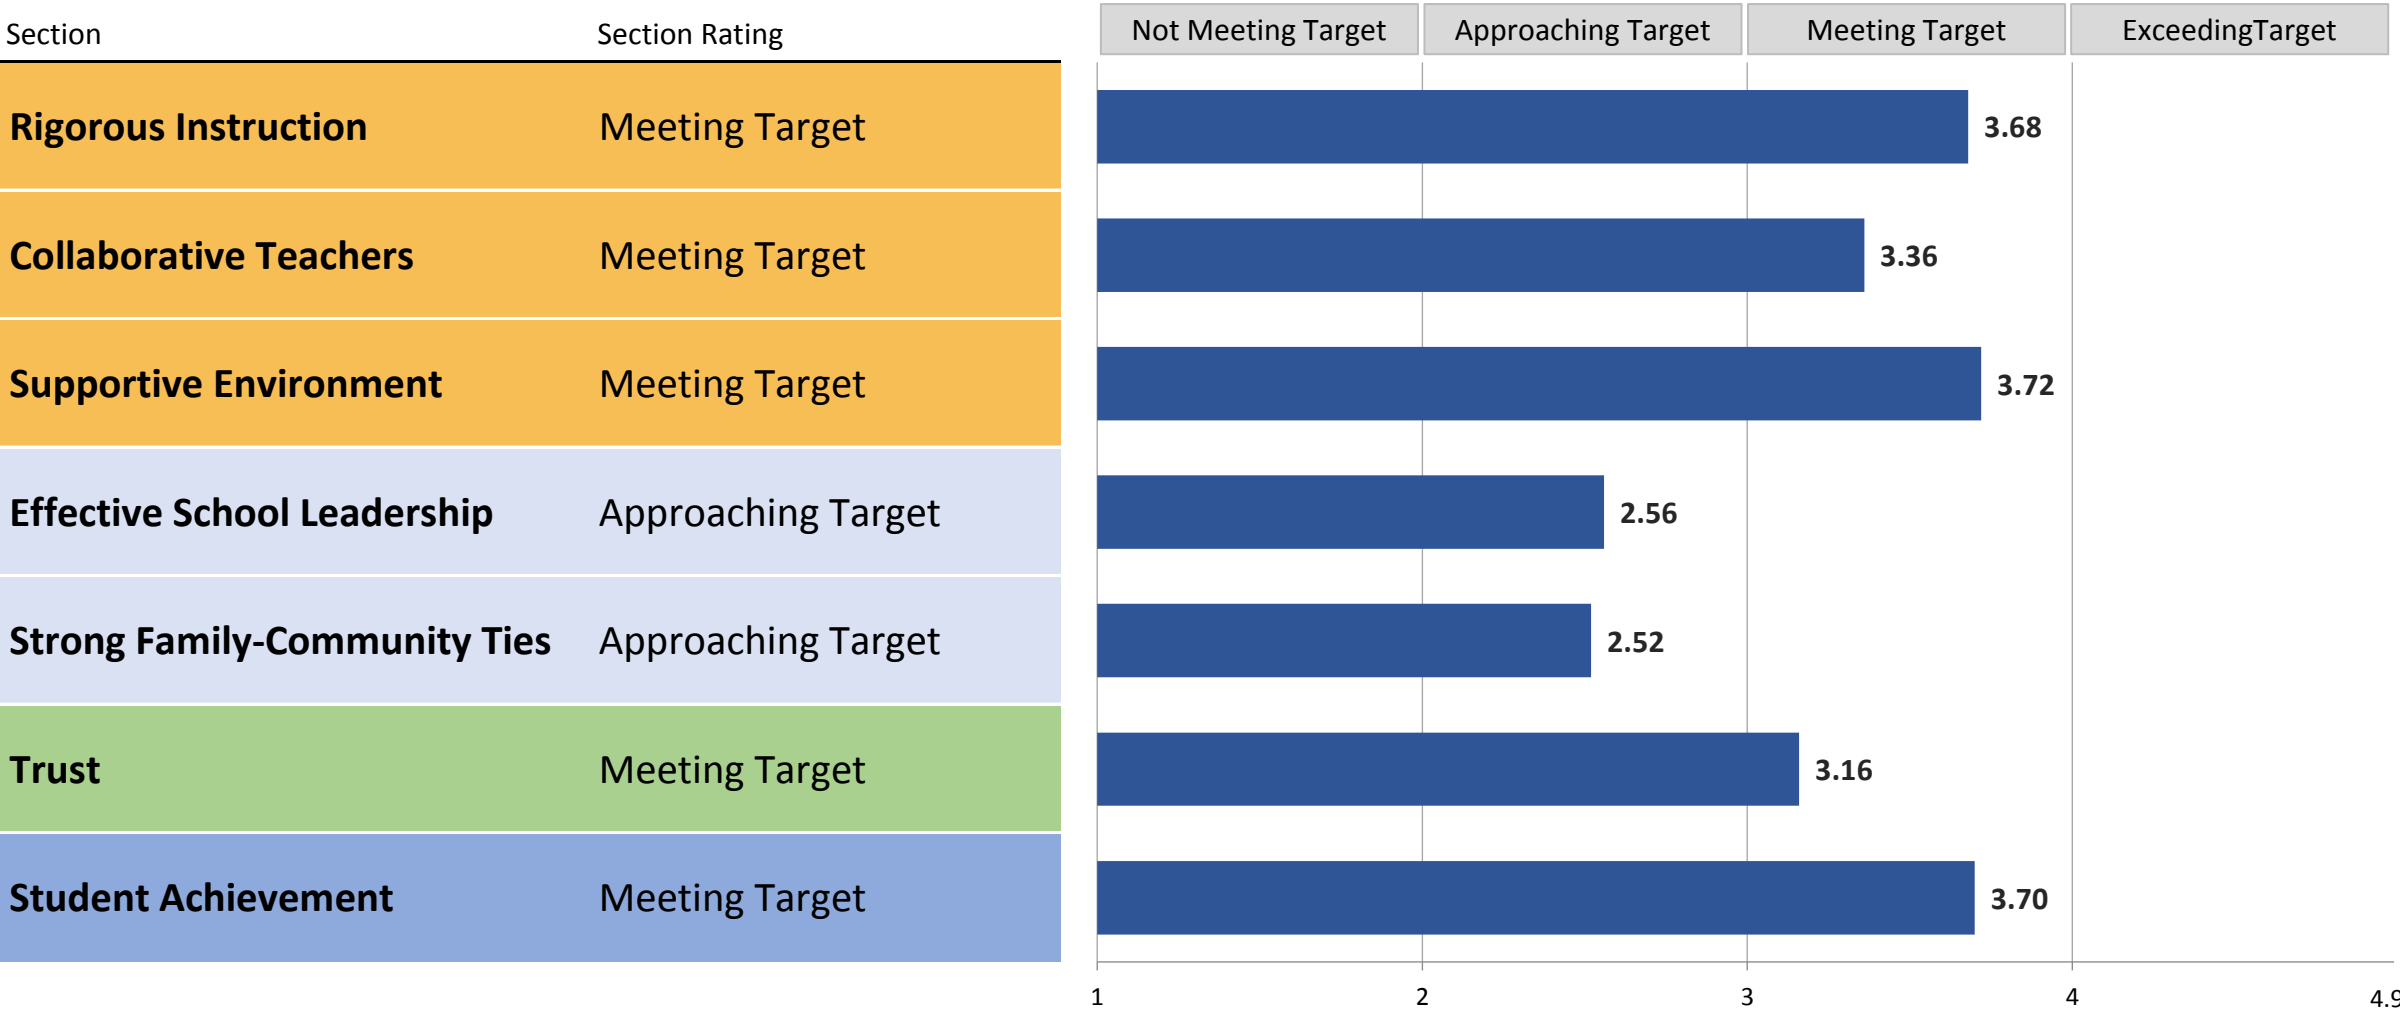 Section Section Rating Not Meeting Target Approaching Target Meeting Target ExceedingTarget
Rigorous Instruction Meeting Target 3.68
Collaborative Teachers Meeting Target 3.36
Supportive Environment Meeting Target 3.72
Effective School Leadership Approaching Target 2.56
Strong Family-Community Ties Approaching Target 2.52
Trust Meeting Target 3.16
Student Achievement Meeting Target 3.70
1 2 3 4 4.9